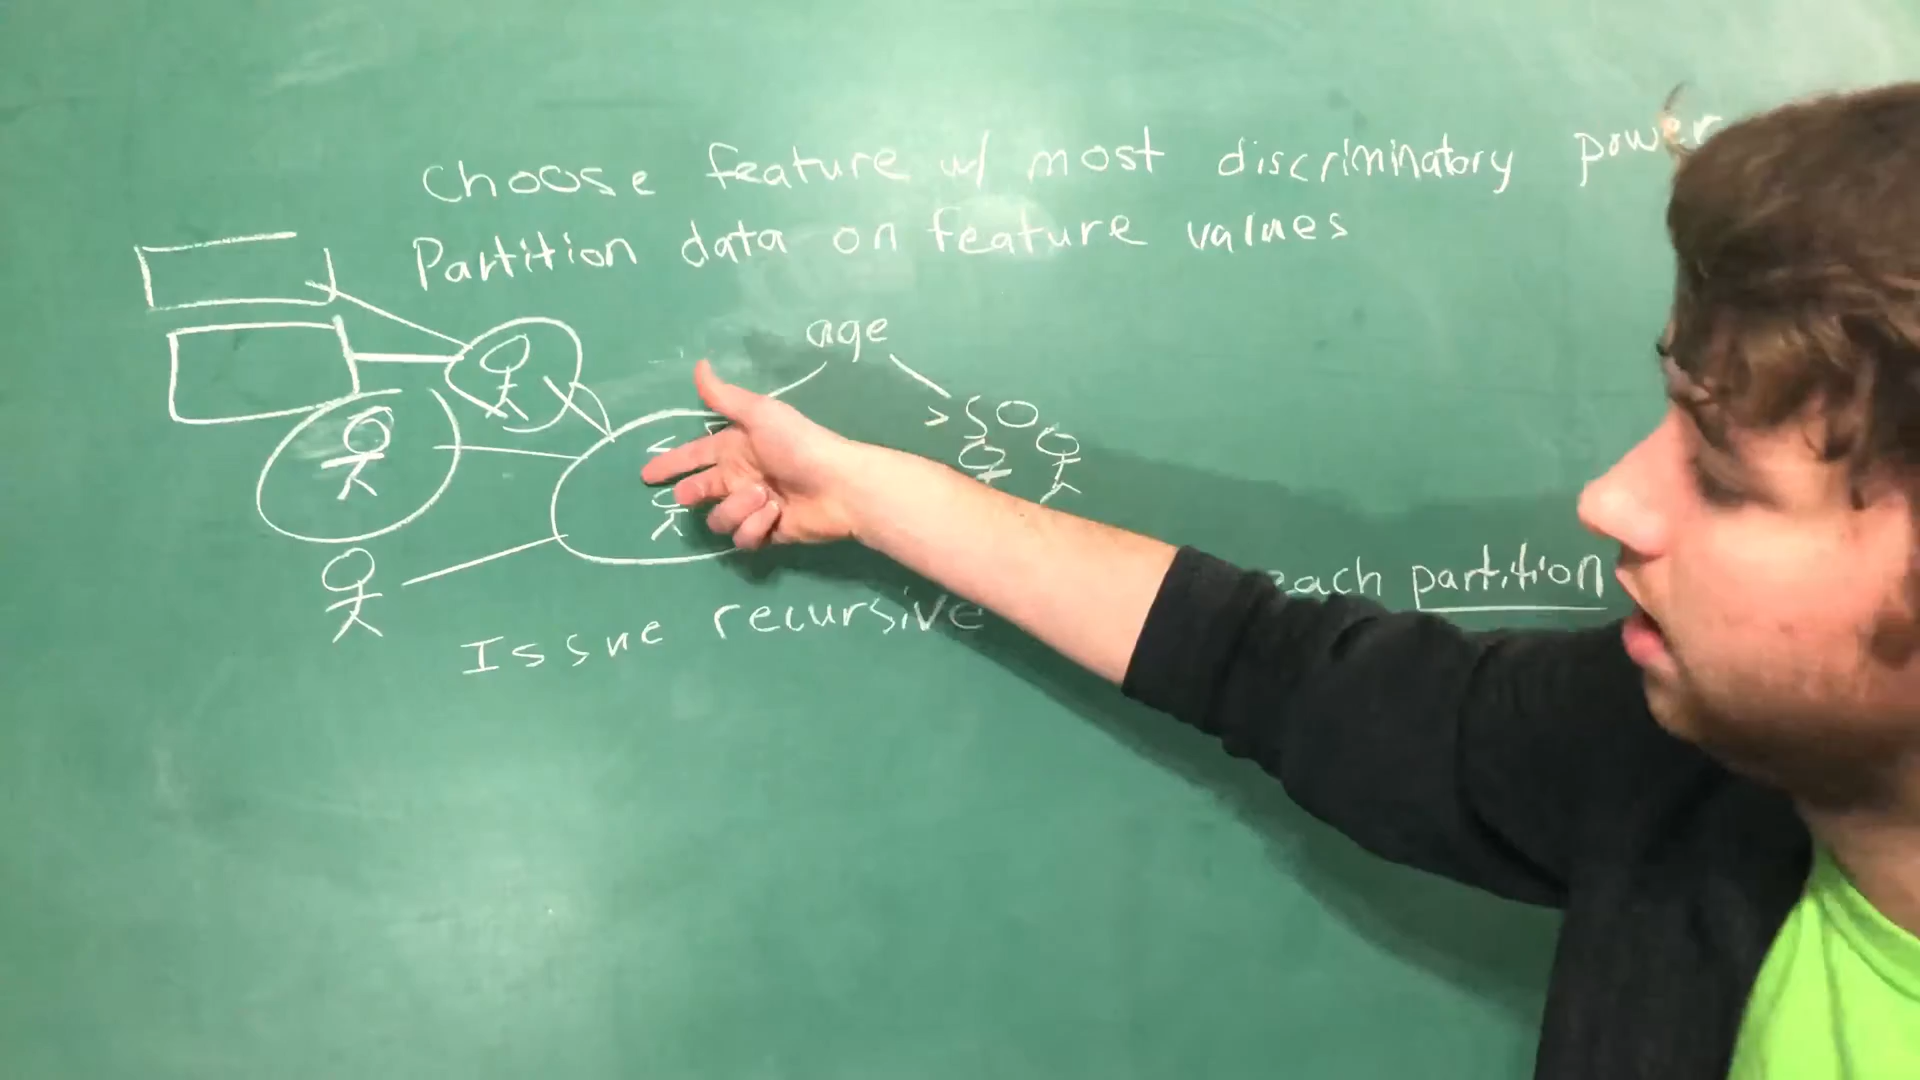 Choose feature w/ most discriminatory power
Partition data on feature values
age
<
> 50
Issue recursive
each partition